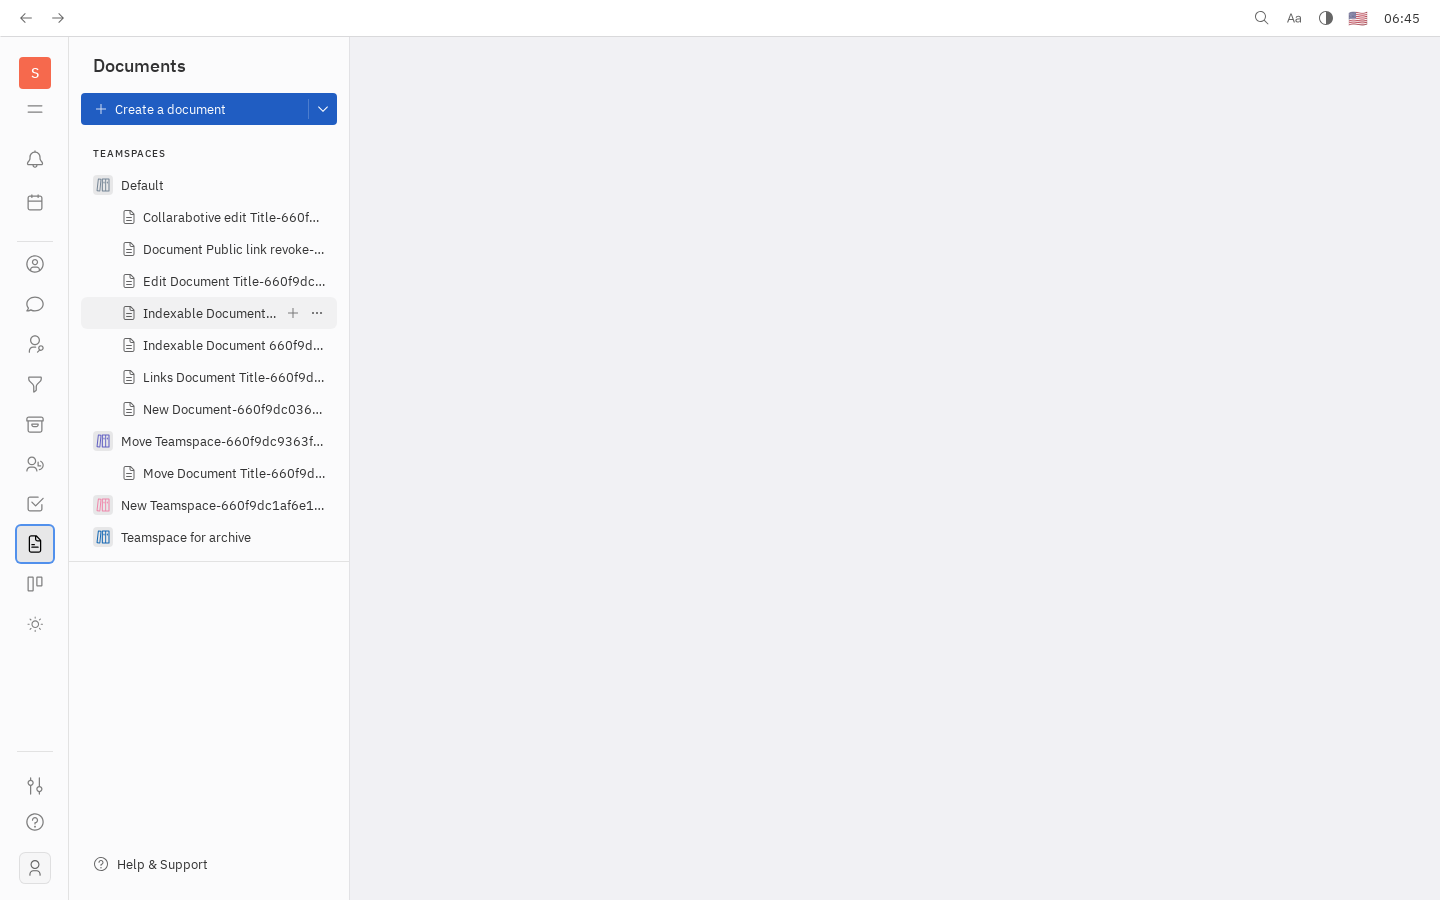 Aa
06:45
S
Documents
Create a document
TEAMSPACES
Default
Collarabotive edit Title-660f...
Document Public link revoke-...
Edit Document Title-660f9dc...
Indexable Document...
Indexable Document 660f9d...
Links Document Title-660f9d...
New Document-660f9dc036...
Move Teamspace-660f9dc9363f...
Move Document Title-660f9d...
New Teamspace-660f9dc1af6e1...
Teamspace for archive
Help & Support